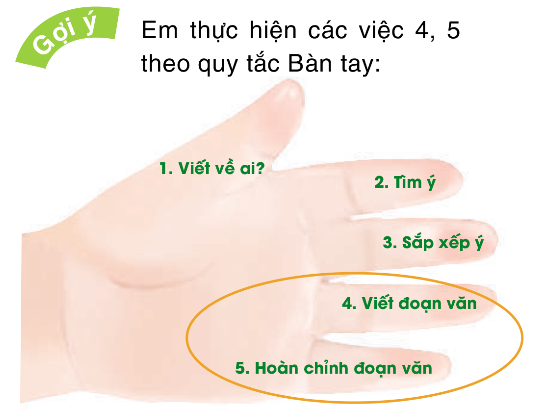 Gợi ý
Em thực hiện các việc 4, 5
theo quy tắc Bàn tay:
1. Viết về ai?
2. Tìm ý
3. Sắp xếp ý
4. Viết đoạn văn
5. Hoàn chỉnh đoạn văn